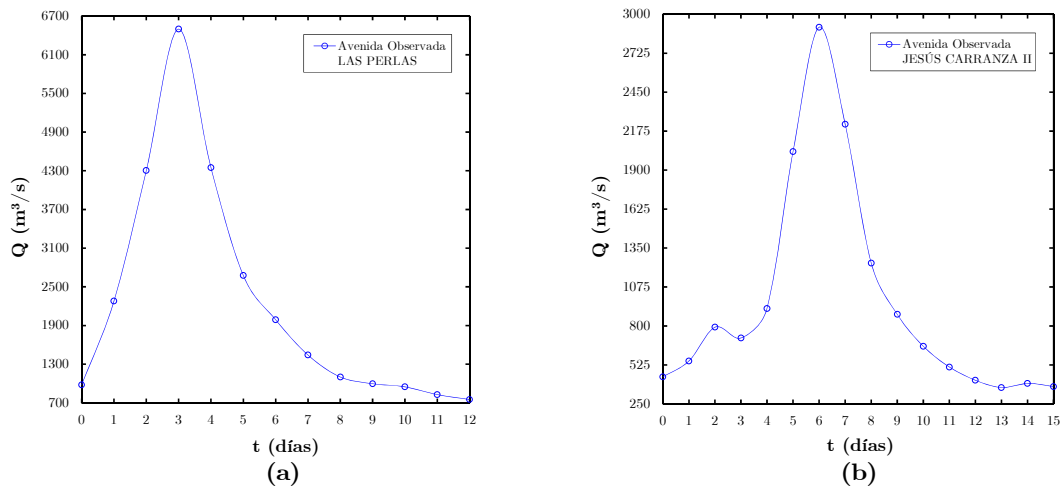 Q (m³/s)
6700
6100
5500
4900
4300
3700
3100
2500
1900
1300
700
0 1 2 3 4 5 6 7 8 9 10 11 12
t (días)
Avenida Observada
LAS PERLAS
(a)
Q (m³/s)
3000
2725
2450
2175
1900
1625
1350
1075
800
525
250
0 1 2 3 4 5 6 7 8 9 10 11 12 13 14 15
t (días)
Avenida Observada
JESÚS CARRANZA II
(b)